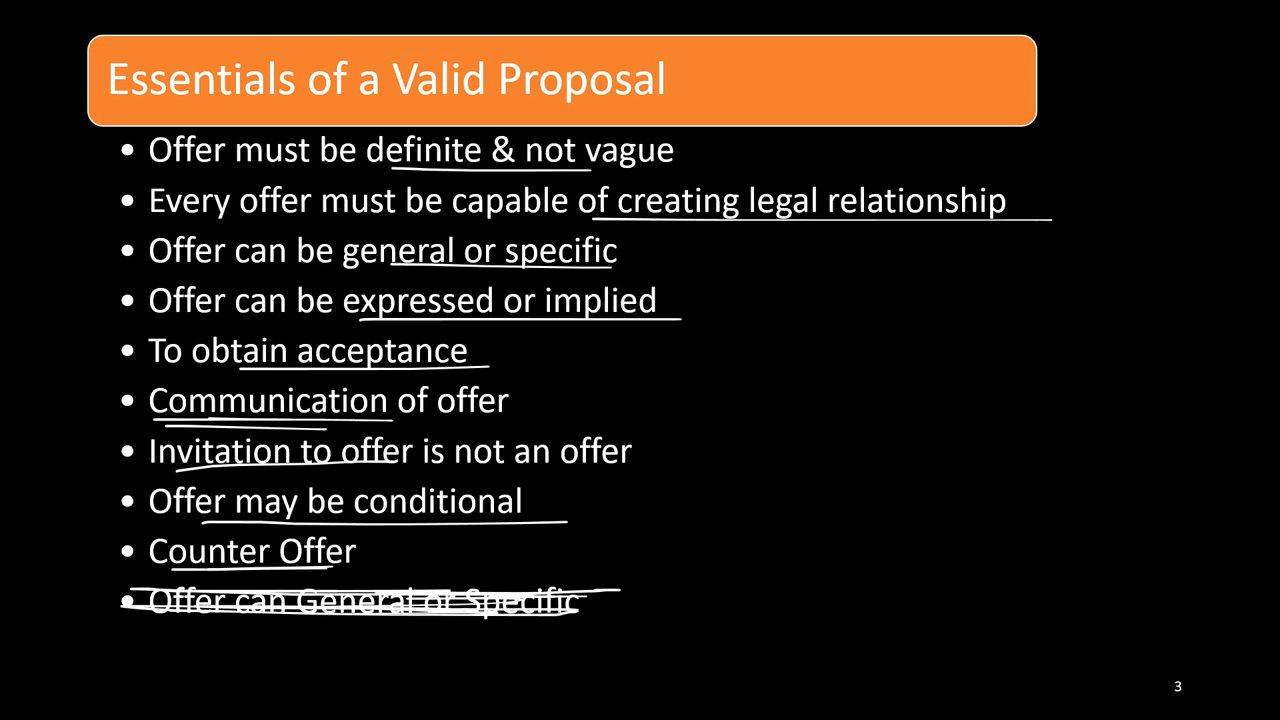 Essentials of a Valid Proposal
• Offer must be definite & not vague
• Every offer must be capable of creating legal relationship
• Offer can be general or specific
• Offer can be expressed or implied
• To obtain acceptance
• Communication of offer
• Invitation to offer is not an offer
• Offer may be conditional
• Counter Offer
• Offer can General or Specific
3